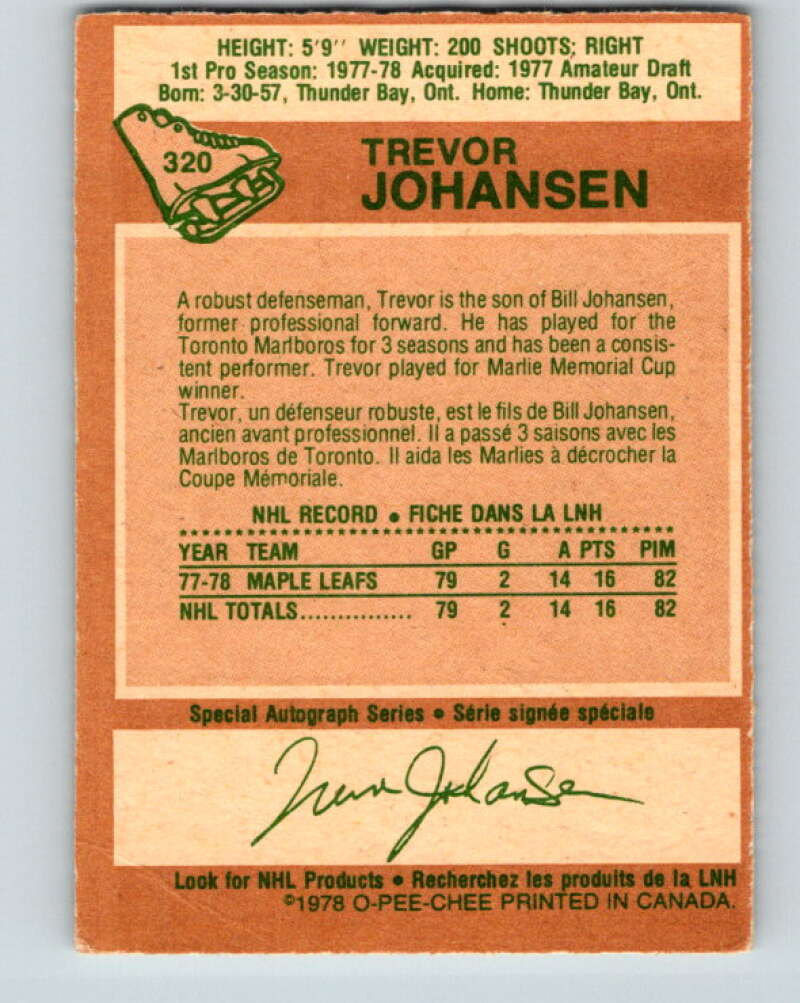 HEIGHT: 5'9'' WEIGHT: 200 SHOOTS: RIGHT
1st Pro Season: 1977-78 Acquired: 1977 Amateur Draft
Born: 3-30-57, Thunder Bay, Ont. Home: Thunder Bay, Ont.
320
TREVOR
JOHANSEN
A robust defenseman, Trevor is the son of Bill Johansen,
former professional forward. He has played for the
Toronto Marlboros for 3 seasons and has been a consis-
tent performer. Trevor played for Marlie Memorial Cup
winner.
Trevor, un défenseur robuste, est le fils de Bill Johansen,
ancien avant professionnel. Il a passé 3 saisons avec les
Marlboros de Toronto. Il aida les Marlies à décrocher la
Coupe Mémoriale.
NHL RECORD • FICHE DANS LA LNH
YEAR TEAM GP G A PTS PIM
77-78 MAPLE LEAFS 79 2 14 16 82
NHL TOTALS............... 79 2 14 16 82
Special Autograph Series • Série signée spéciale
Trevor Johansen
Look for NHL Products • Recherchez les produits de la LNH
©1978 O-PEE-CHEE PRINTED IN CANADA.